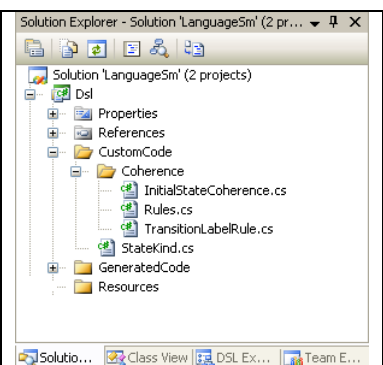 Solution Explorer - Solution 'LanguageSm' (2 pr...
Solution 'LanguageSm' (2 projects)
Dsl
Properties
References
CustomCode
Coherence
InitialStateCoherence.cs
Rules.cs
TransitionLabelRule.cs
StateKind.cs
GeneratedCode
Resources
Solutio... Class View DSL Ex... Team E...